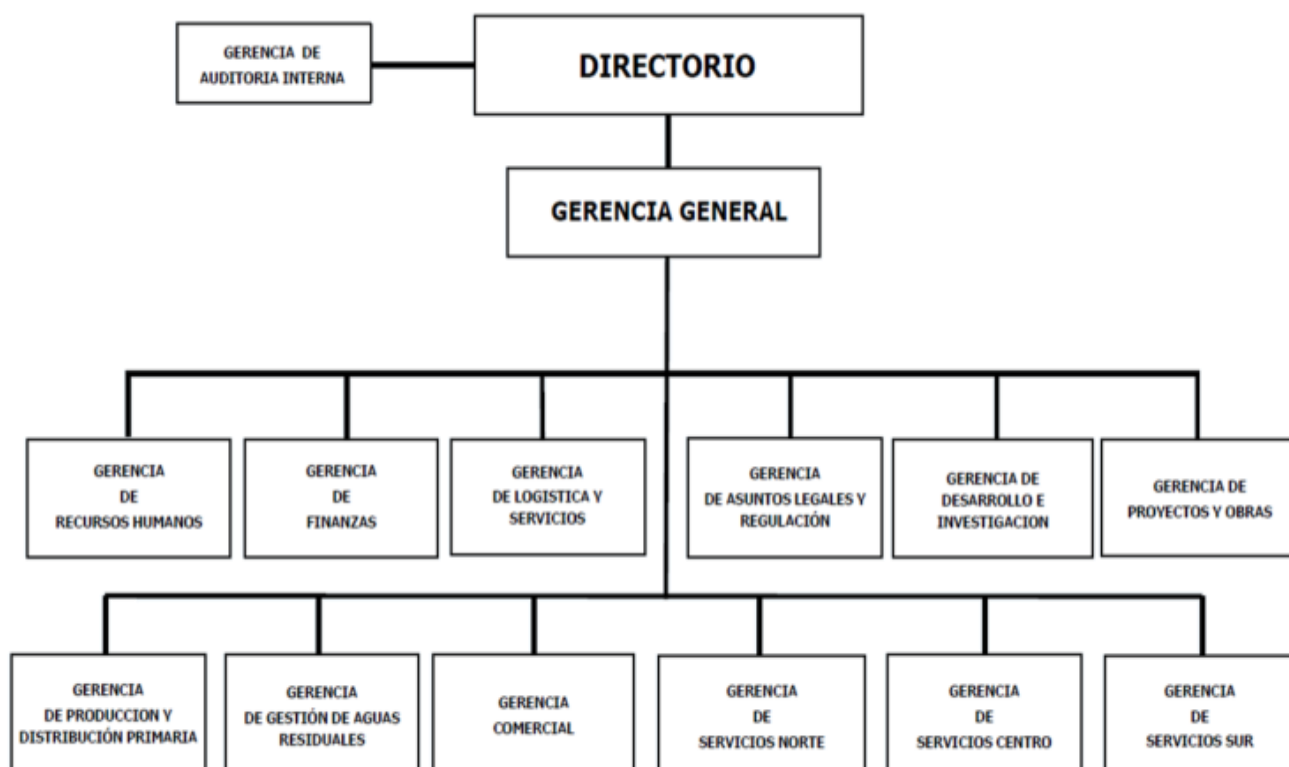 GERENCIA DE
AUDITORIA INTERNA
DIRECTORIO
GERENCIA GENERAL
GERENCIA
DE
RECURSOS HUMANOS
GERENCIA
DE
FINANZAS
GERENCIA
DE LOGISTICA Y
SERVICIOS
GERENCIA
DE ASUNTOS LEGALES Y
REGULACIÓN
GERENCIA DE
DESARROLLO E
INVESTIGACION
GERENCIA DE
PROYECTOS Y OBRAS
GERENCIA
DE PRODUCCION Y
DISTRIBUCIÓN PRIMARIA
GERENCIA
DE GESTIÓN DE AGUAS
RESIDUALES
GERENCIA
COMERCIAL
GERENCIA
DE
SERVICIOS NORTE
GERENCIA
DE
SERVICIOS CENTRO
GERENCIA
DE
SERVICIOS SUR